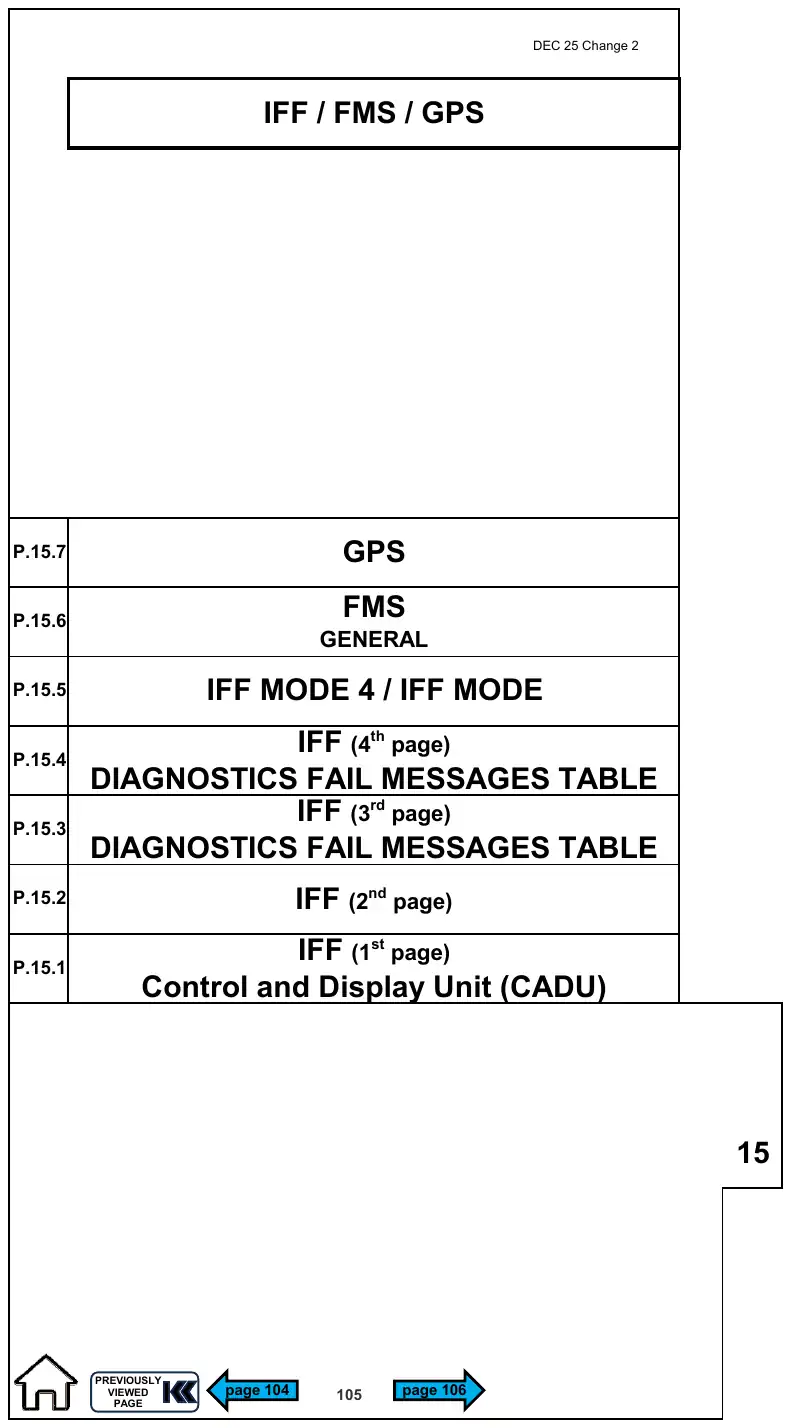 DEC 25 Change 2
IFF / FMS / GPS
P.15.7 GPS
P.15.6 FMS
GENERAL
P.15.5 IFF MODE 4 / IFF MODE
P.15.4 IFF (4th page)
DIAGNOSTICS FAIL MESSAGES TABLE
P.15.3 IFF (3rd page)
DIAGNOSTICS FAIL MESSAGES TABLE
P.15.2 IFF (2nd page)
P.15.1 IFF (1st page)
Control and Display Unit (CADU)
15
PREVIOUSLY
VIEWED
PAGE
page 104
105
page 106